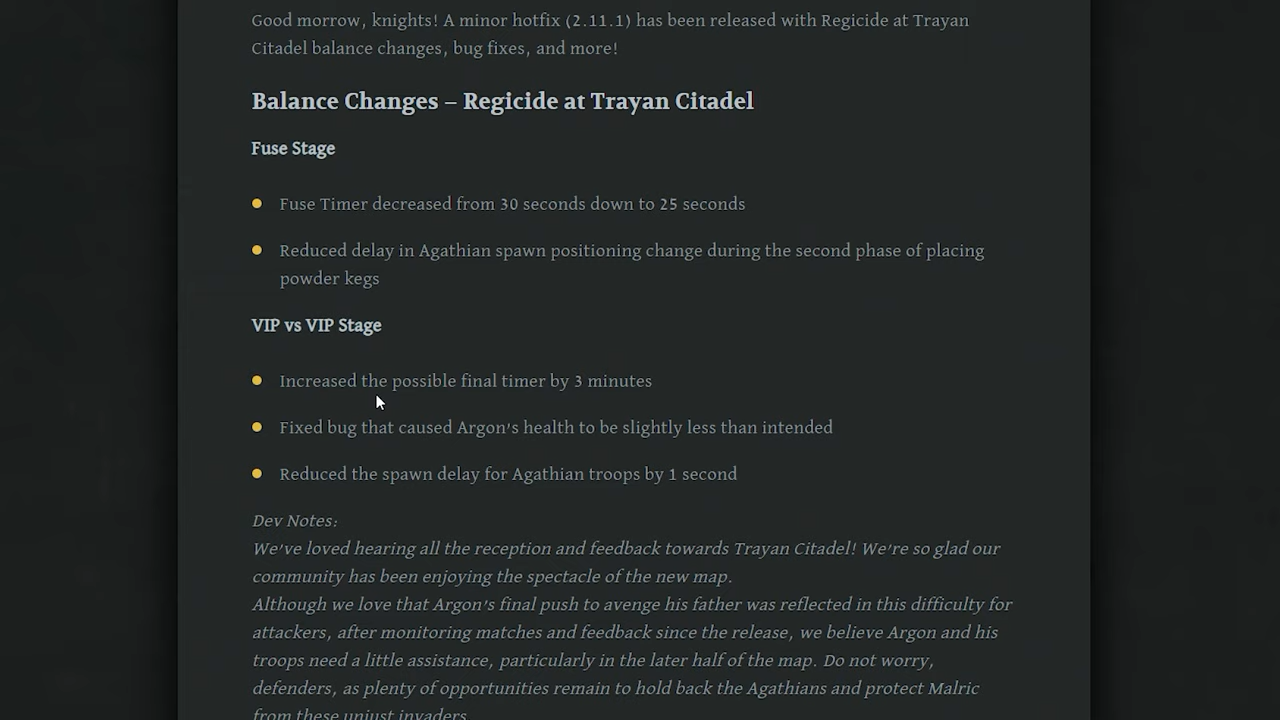 Good morrow, knights! A minor hotfix (2.11.1) has been released with Regicide at Trayan
Citadel balance changes, bug fixes, and more!
Balance Changes – Regicide at Trayan Citadel
Fuse Stage
Fuse Timer decreased from 30 seconds down to 25 seconds
Reduced delay in Agathian spawn positioning change during the second phase of placing
powder kegs
VIP vs VIP Stage
Increased the possible final timer by 3 minutes
Fixed bug that caused Argon's health to be slightly less than intended
Reduced the spawn delay for Agathian troops by 1 second
Dev Notes:
We've loved hearing all the reception and feedback towards Trayan Citadel! We're so glad our
community has been enjoying the spectacle of the new map.
Although we love that Argon's final push to avenge his father was reflected in this difficulty for
attackers, after monitoring matches and feedback since the release, we believe Argon and his
troops need a little assistance, particularly in the later half of the map. Do not worry,
defenders, as plenty of opportunities remain to hold back the Agathians and protect Malric
from these unjust invaders.